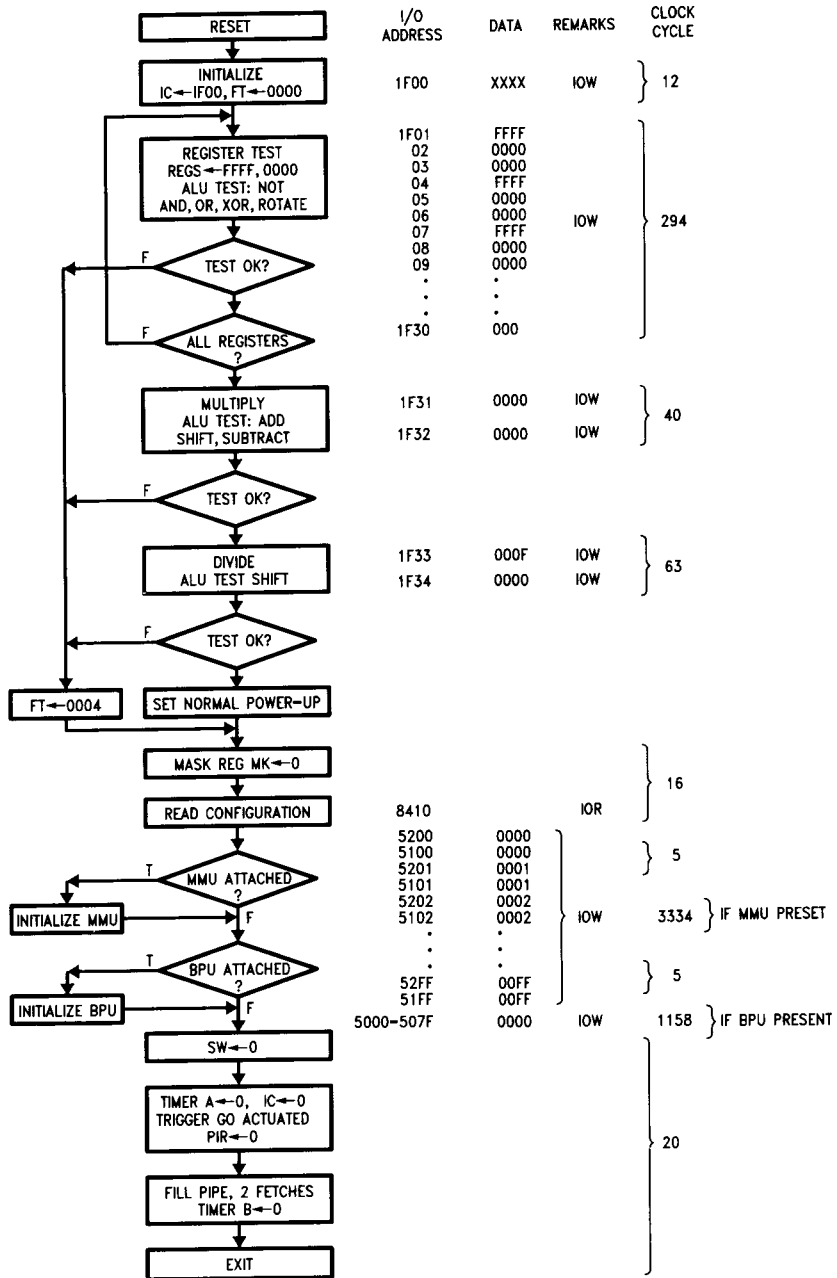 I/O ADDRESS DATA REMARKS CLOCK CYCLE
RESET
INITIALIZE
IC←IF00, FT←0000
1F00 XXXX IOW } 12
REGISTER TEST
REGS←FFFF, 0000
ALU TEST: NOT
AND, OR, XOR, ROTATE
1F01 FFFF
02 0000
03 0000
04 FFFF
05 0000
06 0000
07 FFFF
08 0000
09 0000
. .
. .
. .
1F30 000
IOW } 294
F TEST OK?
F ALL REGISTERS
?
MULTIPLY
ALU TEST: ADD
SHIFT, SUBTRACT
1F31 0000 IOW
1F32 0000 IOW
} 40
F TEST OK?
DIVIDE
ALU TEST SHIFT
1F33 000F IOW
1F34 0000 IOW
} 63
F TEST OK?
FT←0004 SET NORMAL POWER-UP
MASK REG MK←0
} 16
READ CONFIGURATION 8410 IOR
5200 0000
5100 0000
5201 0001
5101 0001
5202 0002
5102 0002
. .
. .
. .
52FF 00FF
51FF 00FF
} IOW
} 5
3334 } IF MMU PRESET
} 5
T MMU ATTACHED
?
INITIALIZE MMU F
T BPU ATTACHED
?
INITIALIZE BPU F
5000-507F 0000 IOW 1158 } IF BPU PRESENT
SW←0
TIMER A←0, IC←0
TRIGGER GO ACTUATED
PIR←0
} 20
FILL PIPE, 2 FETCHES
TIMER B←0
EXIT